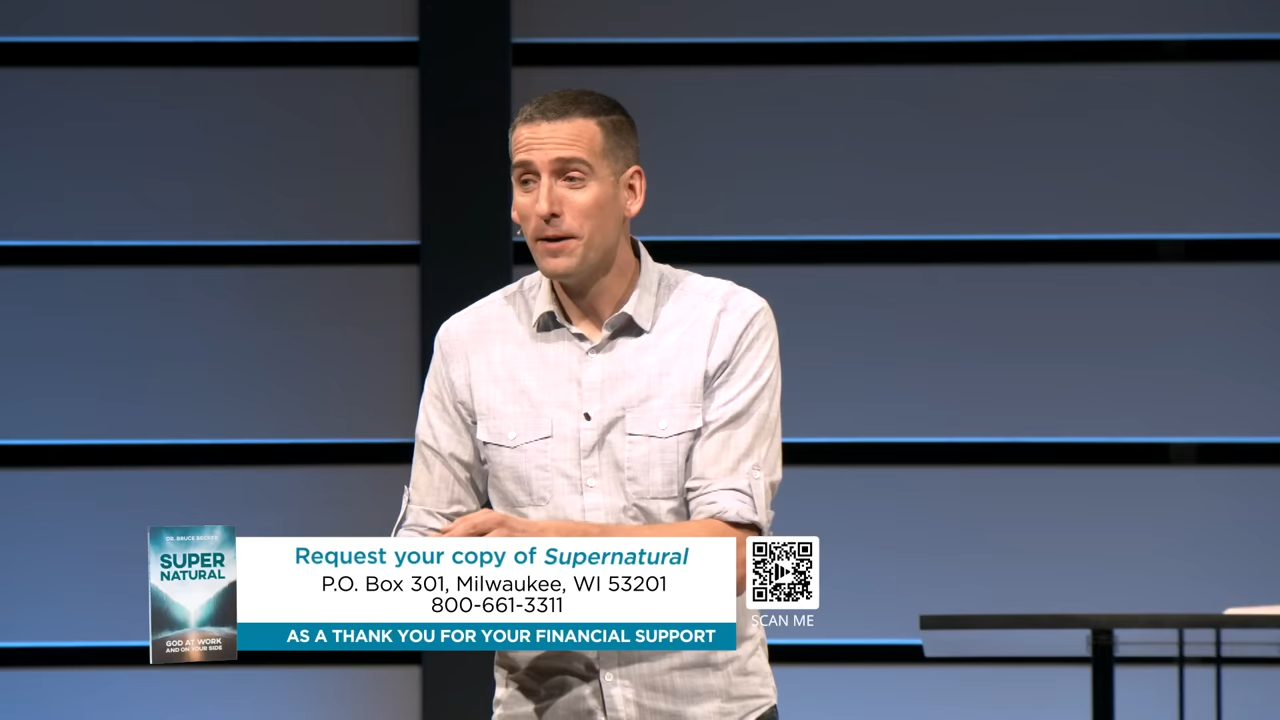 DR. BRUCE BECKER
SUPER
NATURAL
GOD AT WORK
AND ON YOUR SIDE
Request your copy of Supernatural
P.O. Box 301, Milwaukee, WI 53201
800-661-3311
AS A THANK YOU FOR YOUR FINANCIAL SUPPORT
SCAN ME